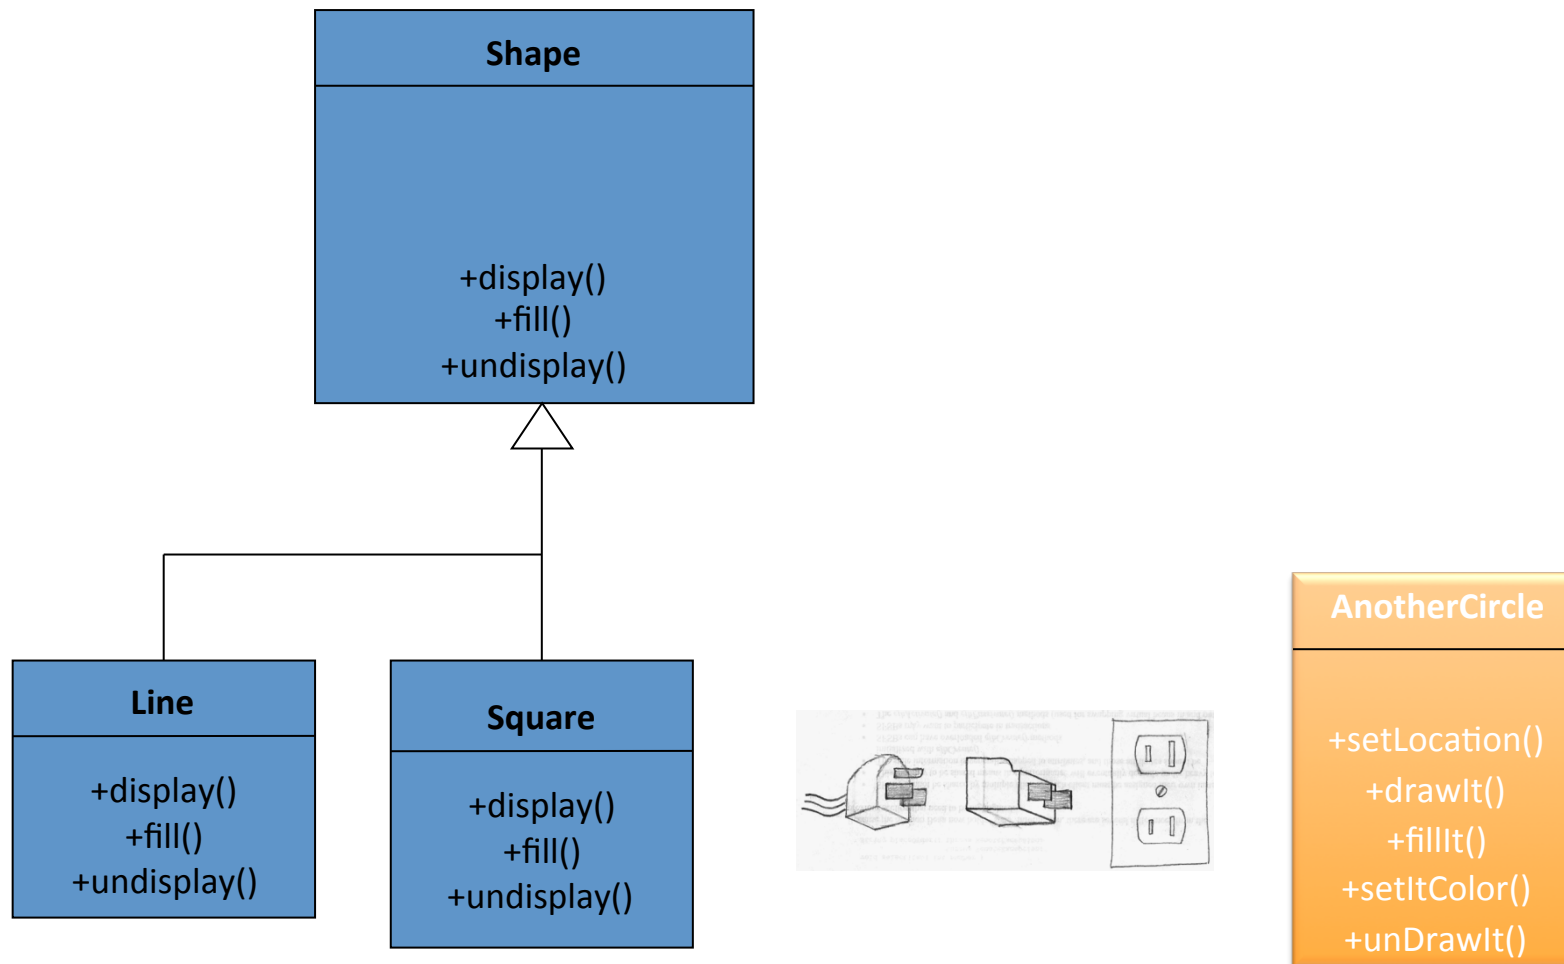 Shape
+display()
+fill()
+undisplay()
Line
+display()
+fill()
+undisplay()
Square
+display()
+fill()
+undisplay()
AnotherCircle
+setLocation()
+drawIt()
+fillIt()
+setItColor()
+unDrawIt()